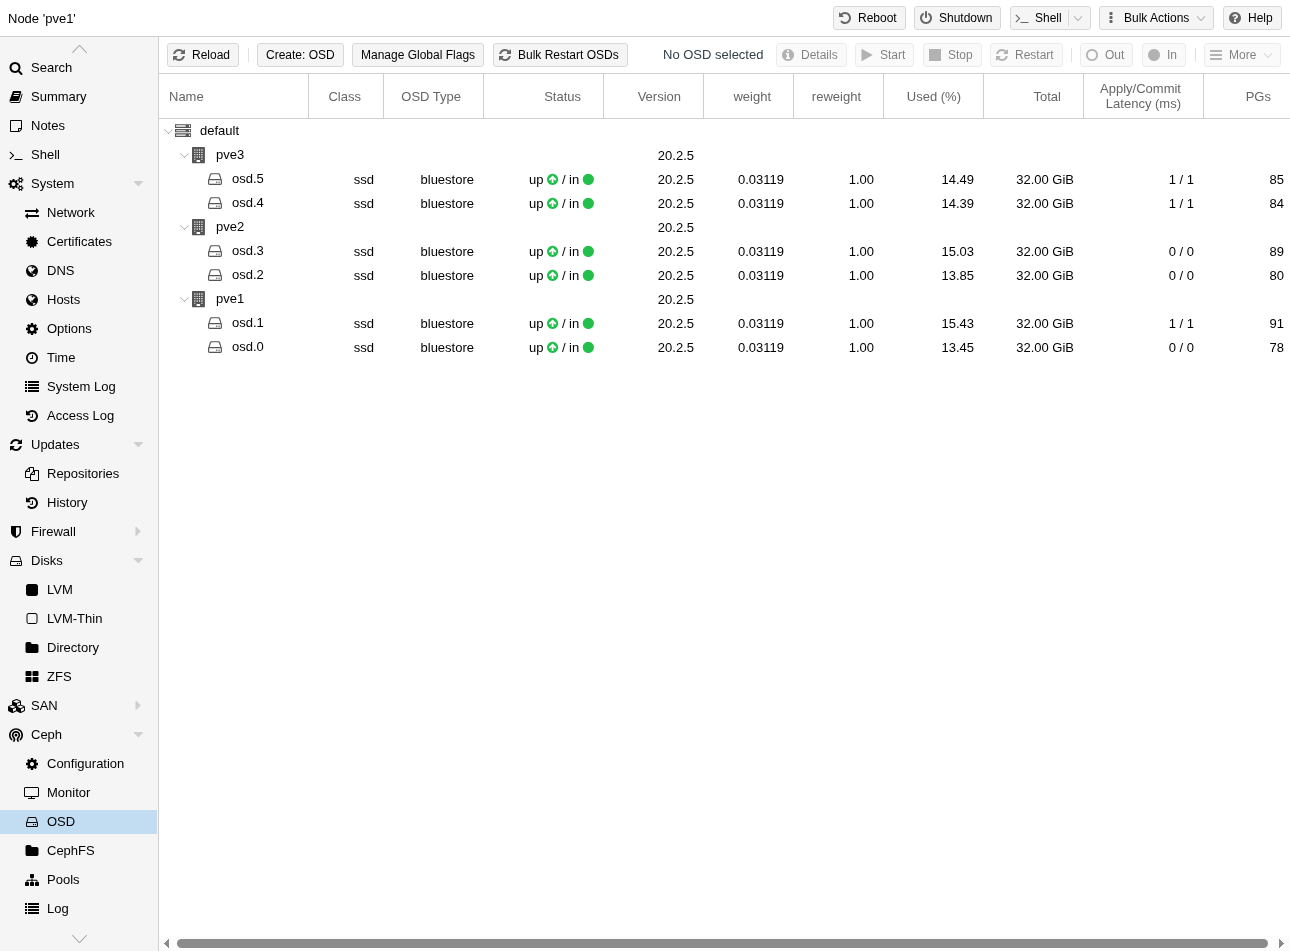 Node 'pve1'
Reboot
Shutdown
Shell
Bulk Actions
Help
Search
Summary
Notes
Shell
System
Network
Certificates
DNS
Hosts
Options
Time
System Log
Access Log
Updates
Repositories
History
Firewall
Disks
LVM
LVM-Thin
Directory
ZFS
SAN
Ceph
Configuration
Monitor
OSD
CephFS
Pools
Log
Reload
Create: OSD
Manage Global Flags
Bulk Restart OSDs
No OSD selected
Details
Start
Stop
Restart
Out
In
More
Name Class OSD Type Status Version weight reweight Used (%) Total Apply/Commit Latency (ms) PGs
default
pve3 20.2.5
osd.5 ssd bluestore up / in 20.2.5 0.03119 1.00 14.49 32.00 GiB 1 / 1 85
osd.4 ssd bluestore up / in 20.2.5 0.03119 1.00 14.39 32.00 GiB 1 / 1 84
pve2 20.2.5
osd.3 ssd bluestore up / in 20.2.5 0.03119 1.00 15.03 32.00 GiB 0 / 0 89
osd.2 ssd bluestore up / in 20.2.5 0.03119 1.00 13.85 32.00 GiB 0 / 0 80
pve1 20.2.5
osd.1 ssd bluestore up / in 20.2.5 0.03119 1.00 15.43 32.00 GiB 1 / 1 91
osd.0 ssd bluestore up / in 20.2.5 0.03119 1.00 13.45 32.00 GiB 0 / 0 78